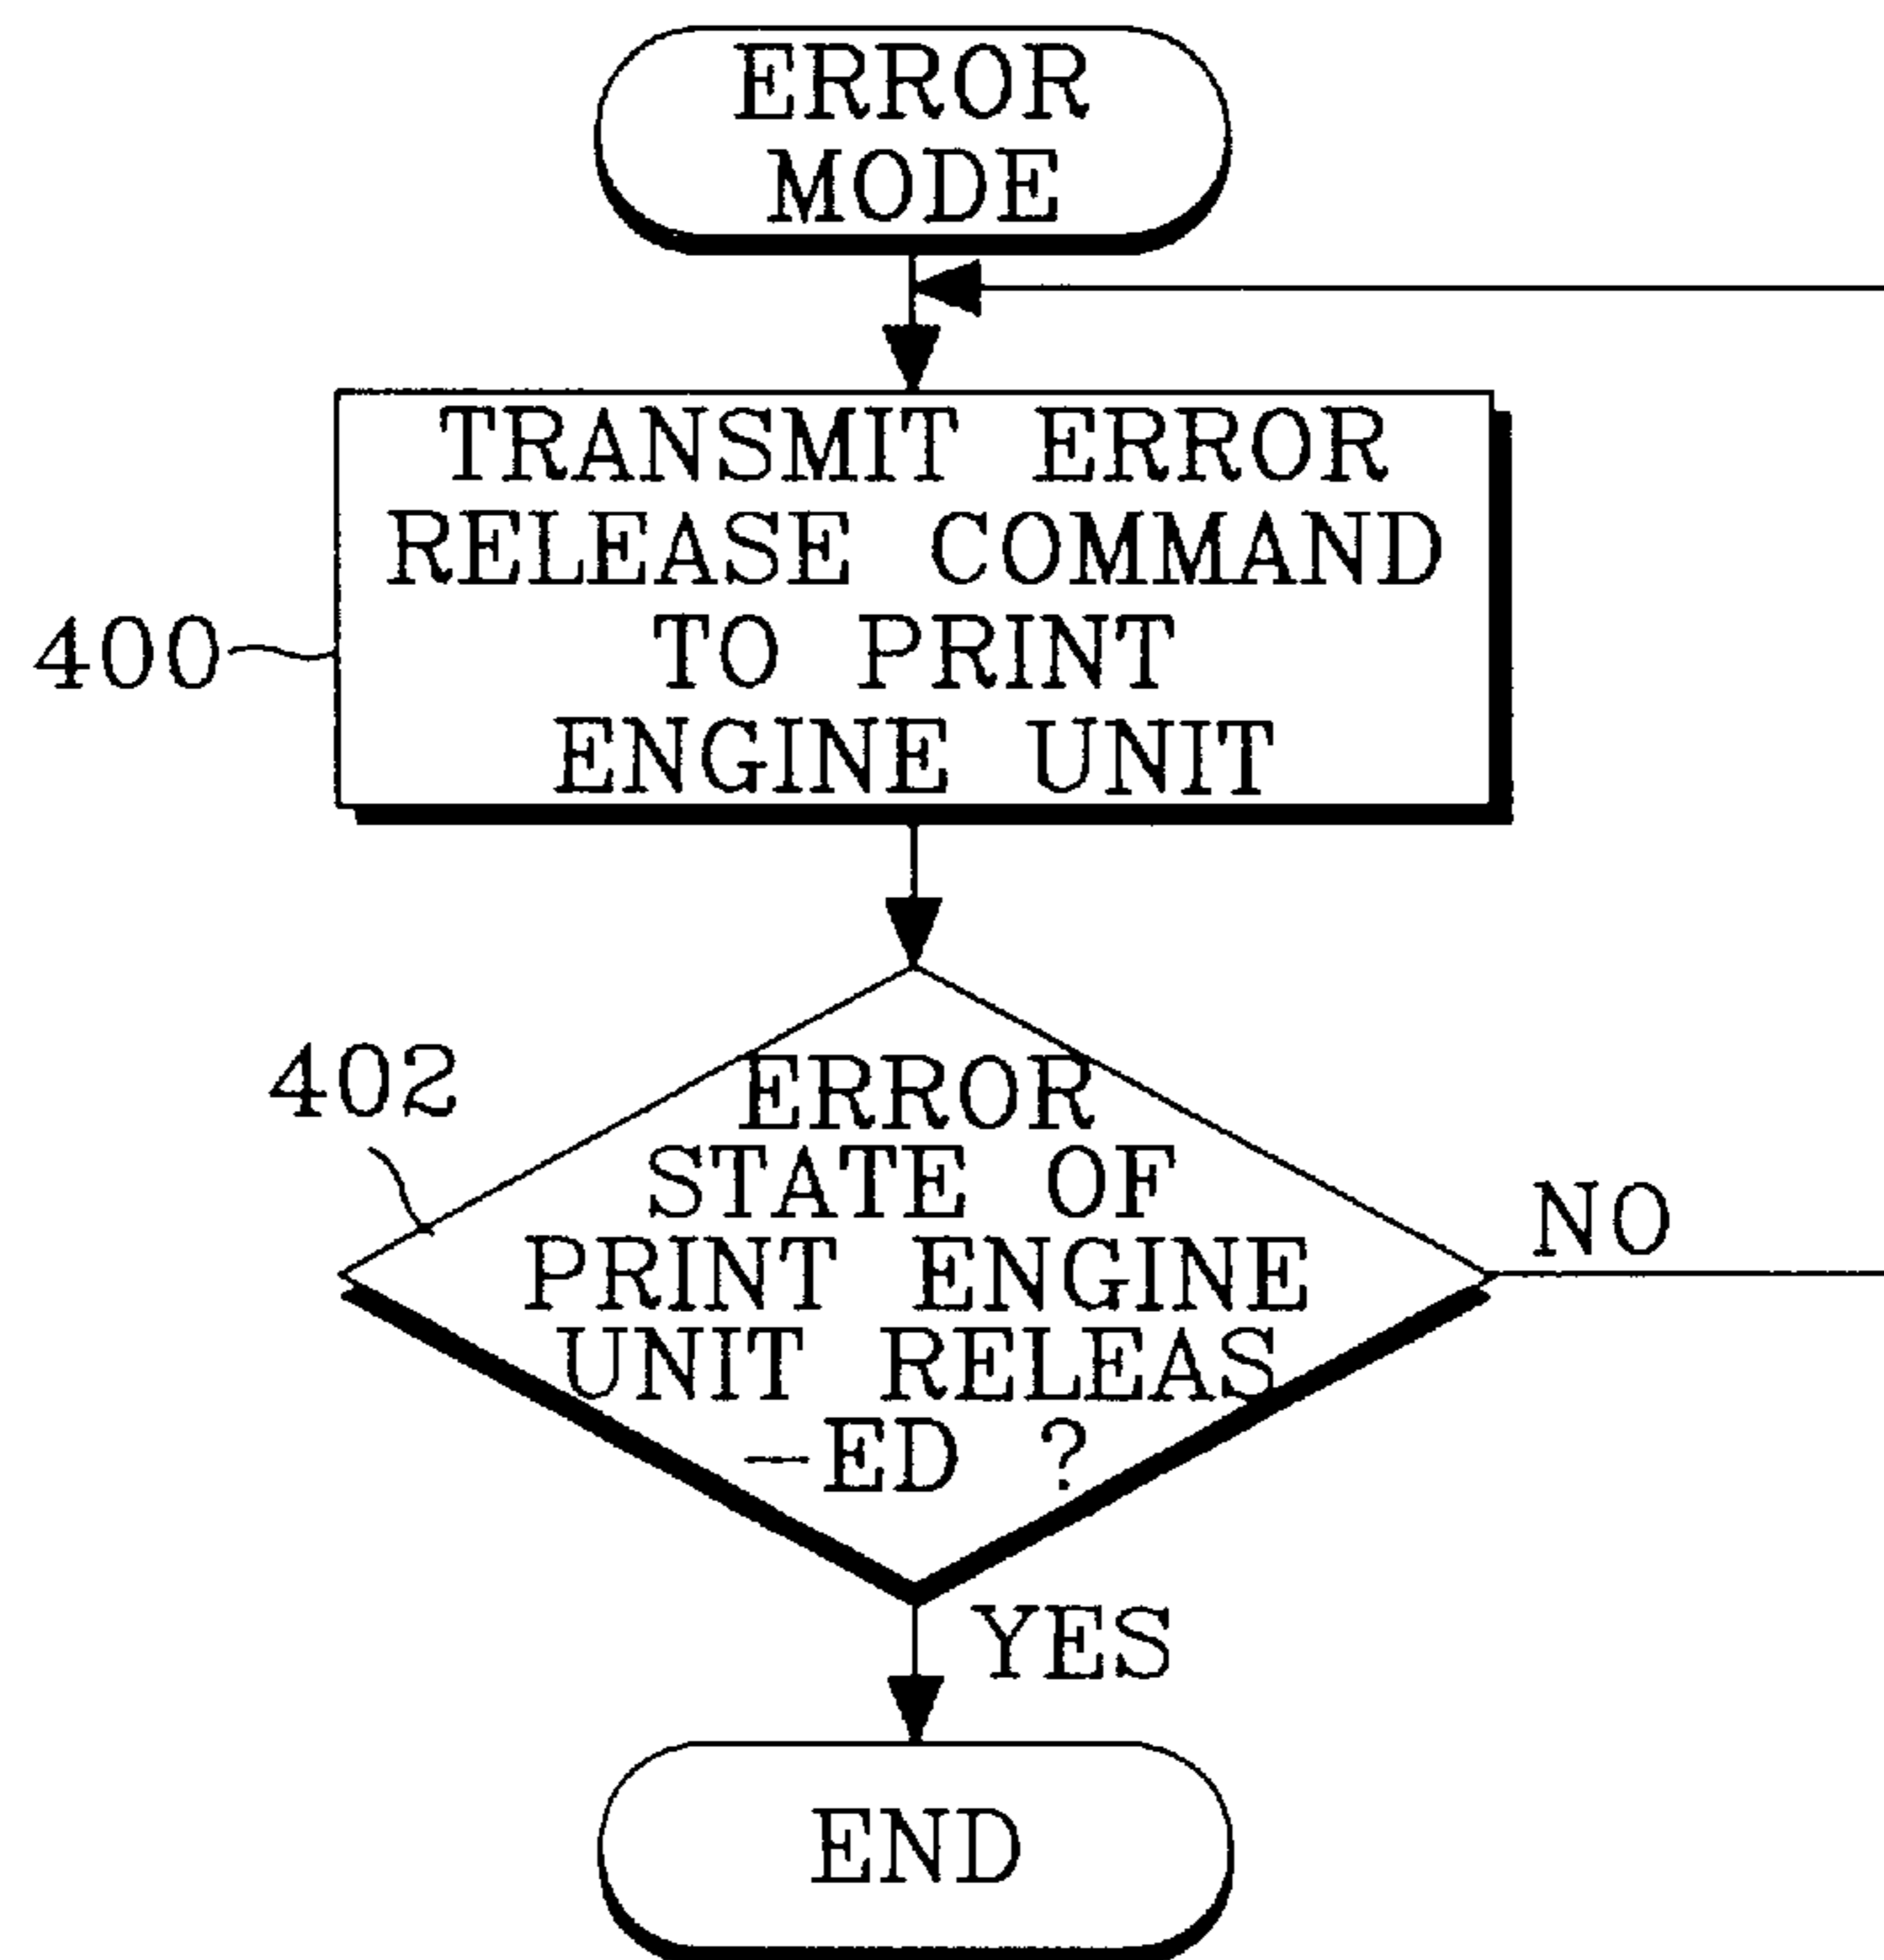 ERROR
MODE
TRANSMIT ERROR
RELEASE COMMAND
TO PRINT
ENGINE UNIT
400
402
ERROR
STATE OF
PRINT ENGINE
UNIT RELEAS
-ED ?
NO
YES
END